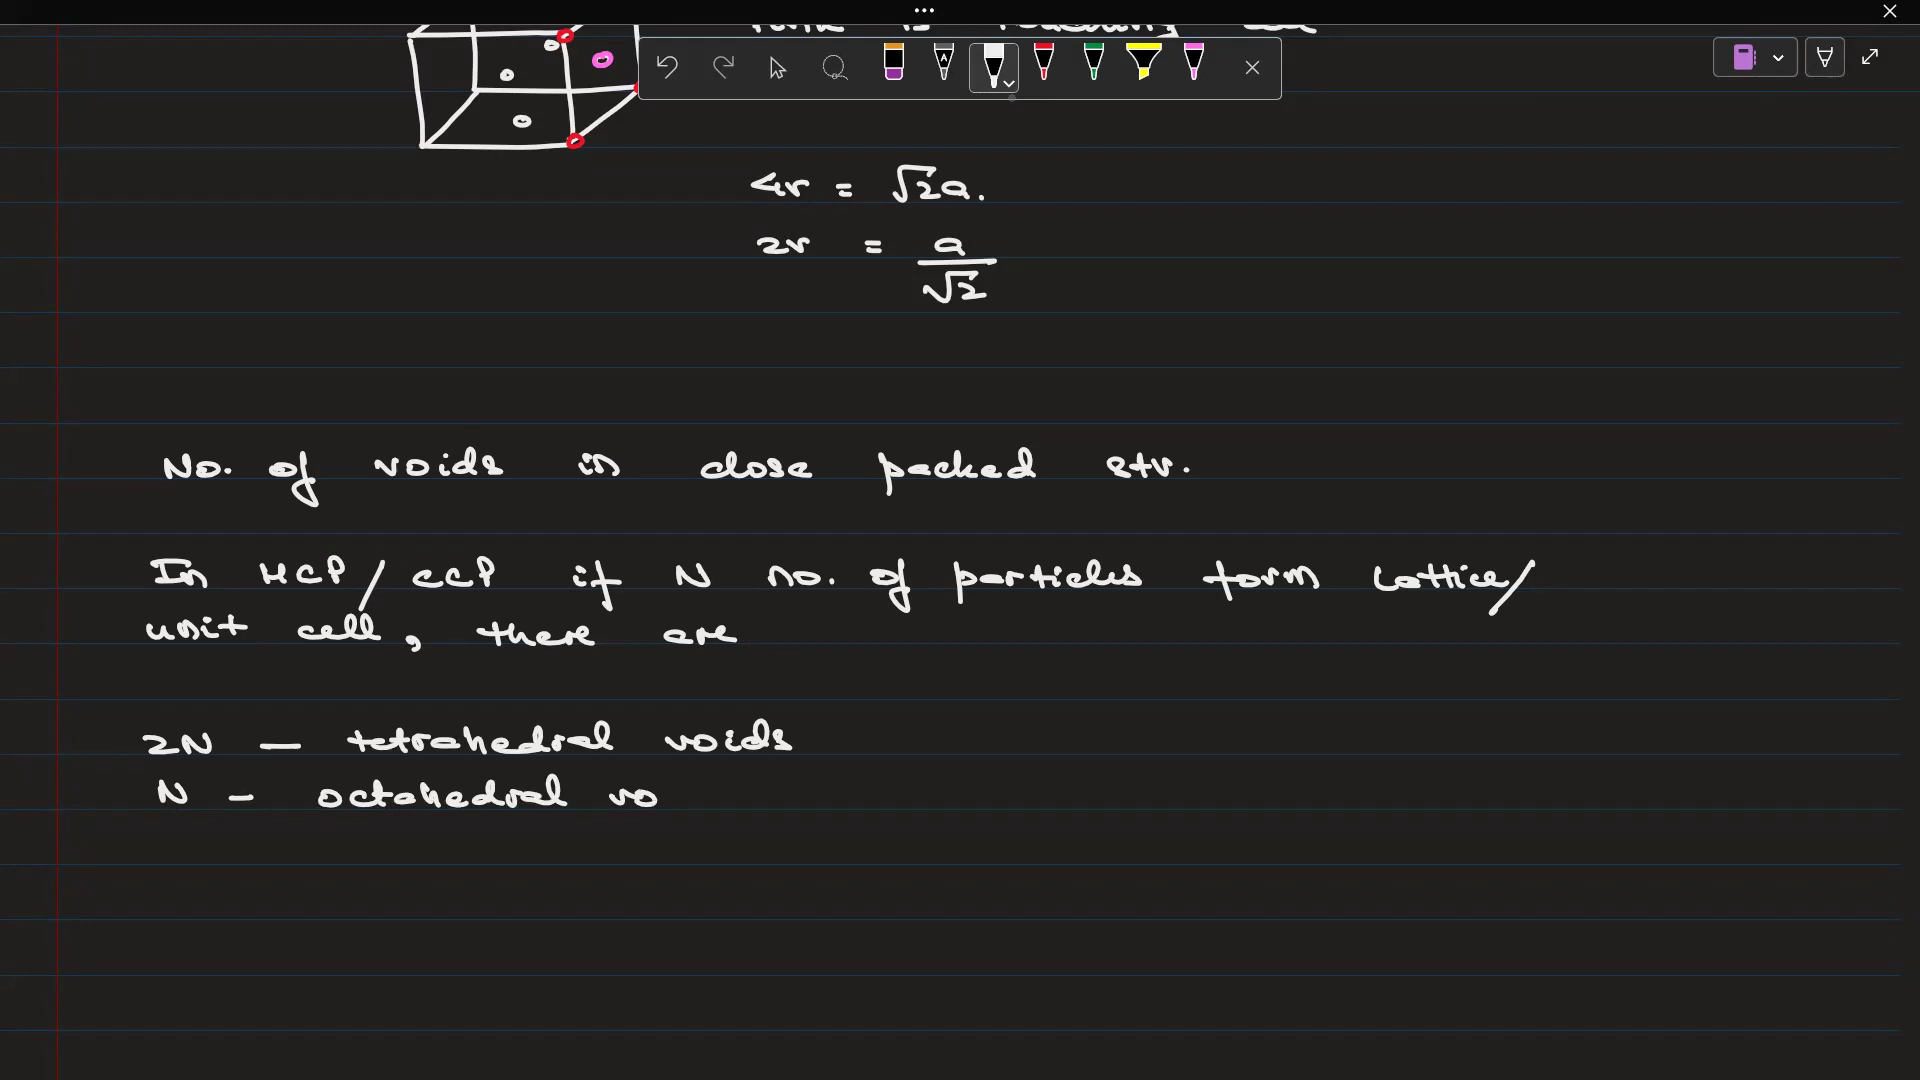 is
4r = √2a.
2r = a/√2
No. of voids in close packed str.
In HCP/CCP if N no. of particles form Lattice/
unit cell, there are
2N — tetrahedral voids
N – octahedral vo